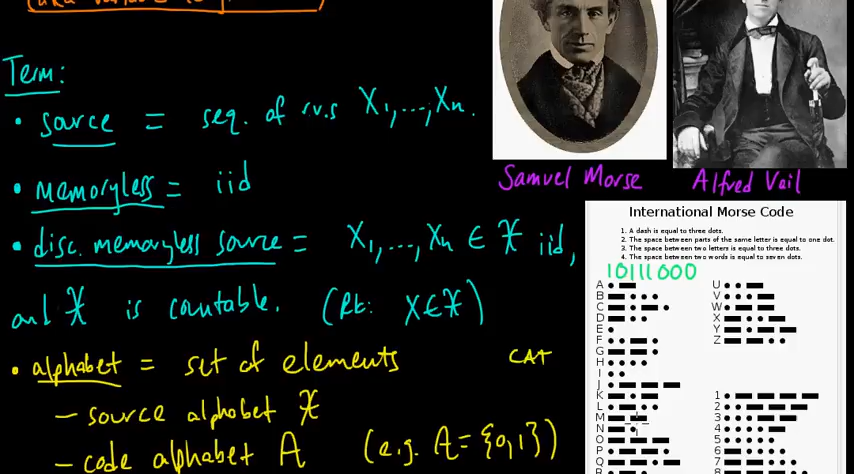 Term:
• source = seq. of r.v.s X₁,...,Xₙ.
• memoryless = iid
• disc. memoryless source = X₁,...,Xₙ ∈ 𝒳 iid,
and 𝒳 is countable. (Pt: X∈𝒳)
• alphabet = set of elements CAT
– source alphabet 𝒳
– code alphabet A (e.g. A = {0,1})
Samuel Morse
Alfred Vail
International Morse Code
1. A dash is equal to three dots.
2. The space between parts of the same letter is equal to one dot.
3. The space between two letters is equal to three dots.
4. The space between two words is equal to seven dots.
10111000
A
B
C
D
E
F
G
H
I
J
K
L
M
N
O
P
Q
R
U
V
W
X
Y
Z
1
2
3
4
5
6
7
8